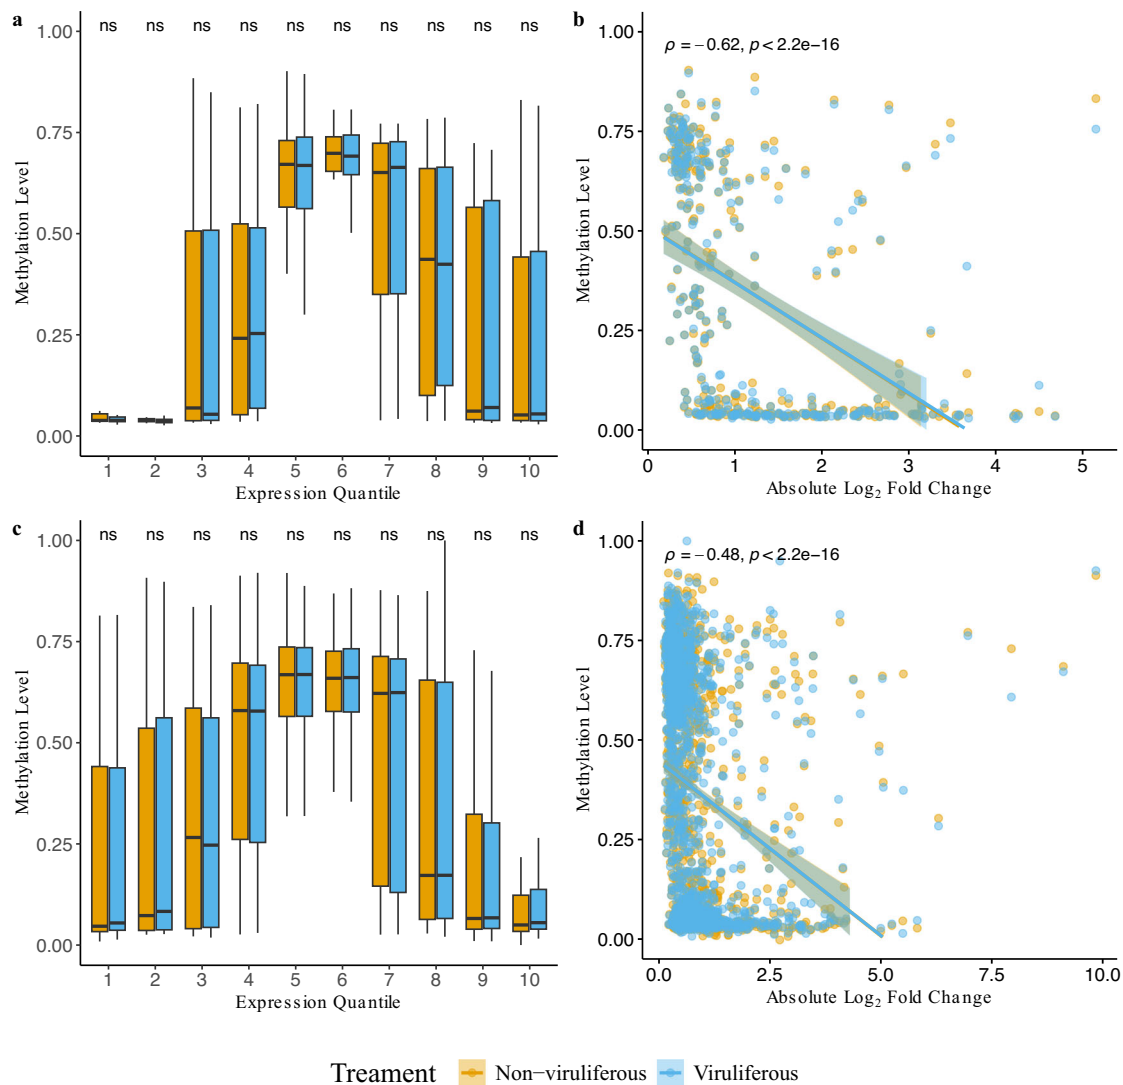 a
ns ns ns ns ns ns ns ns ns ns
1.00
0.75
0.50
0.25
0.00
Methylation Level
1 2 3 4 5 6 7 8 9 10
Expression Quantile
b
ρ = −0.62, p < 2.2e−16
1.00
0.75
0.50
0.25
0.00
Methylation Level
0 1 2 3 4 5
Absolute Log₂ Fold Change
c
ns ns ns ns ns ns ns ns ns ns
1.00
0.75
0.50
0.25
0.00
Methylation Level
1 2 3 4 5 6 7 8 9 10
Expression Quantile
d
ρ = −0.48, p < 2.2e−16
1.00
0.75
0.50
0.25
0.00
Methylation Level
0.0 2.5 5.0 7.5 10.0
Absolute Log₂ Fold Change
Treament Non−viruliferous Viruliferous